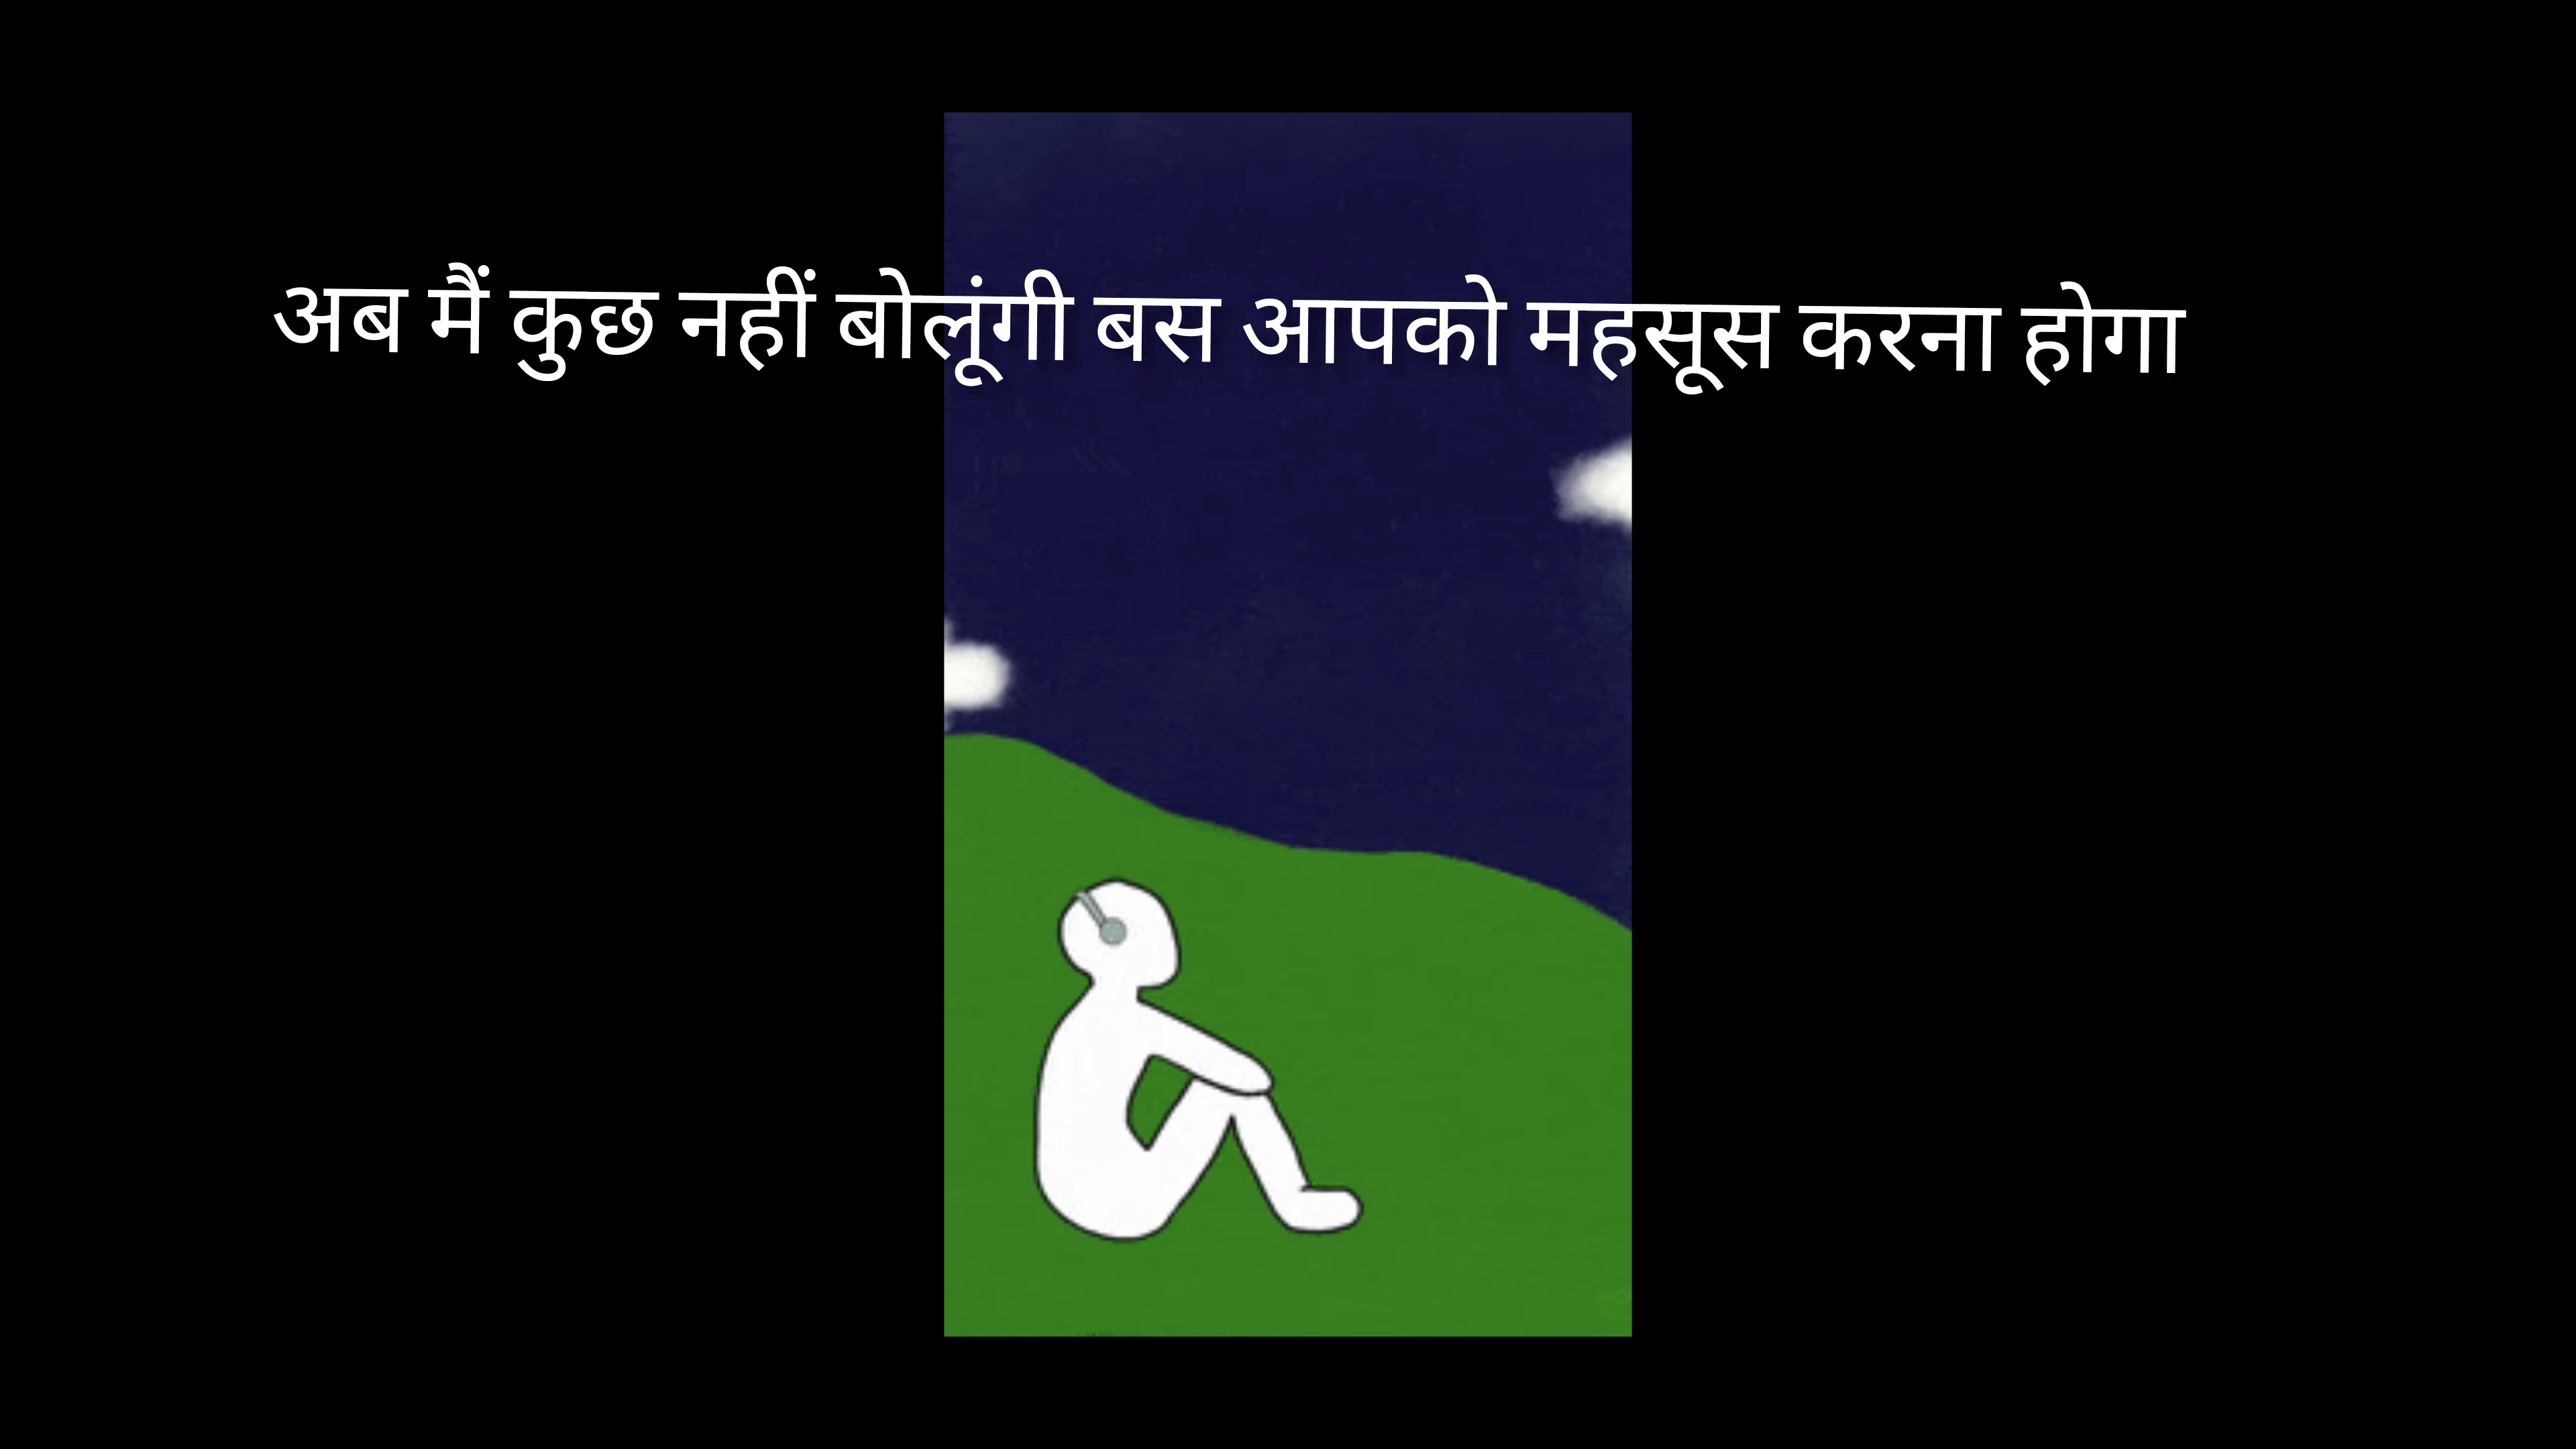 अब मैं कुछ नहीं बोलूंगी बस आपको महसूस करना होगा